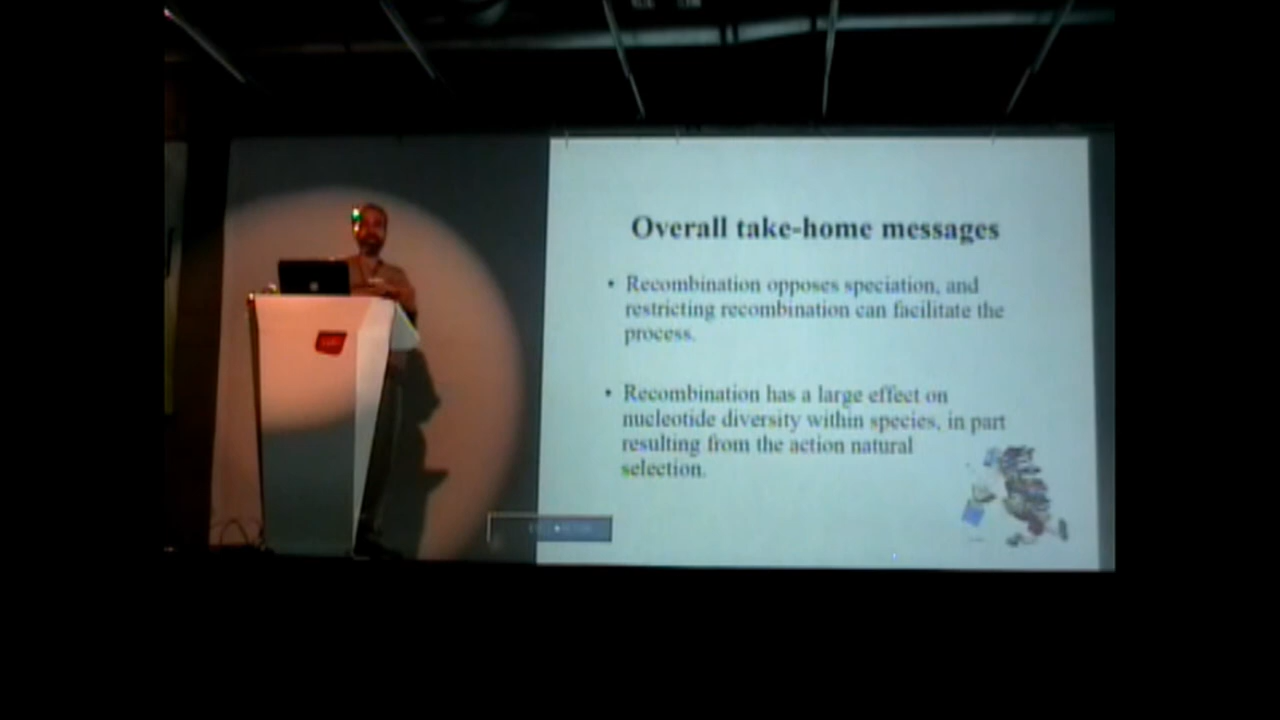 Overall take-home messages
• Recombination opposes speciation, and
restricting recombination can facilitate the
process.
• Recombination has a large effect on
nucleotide diversity within species, in part
resulting from the action natural
selection.